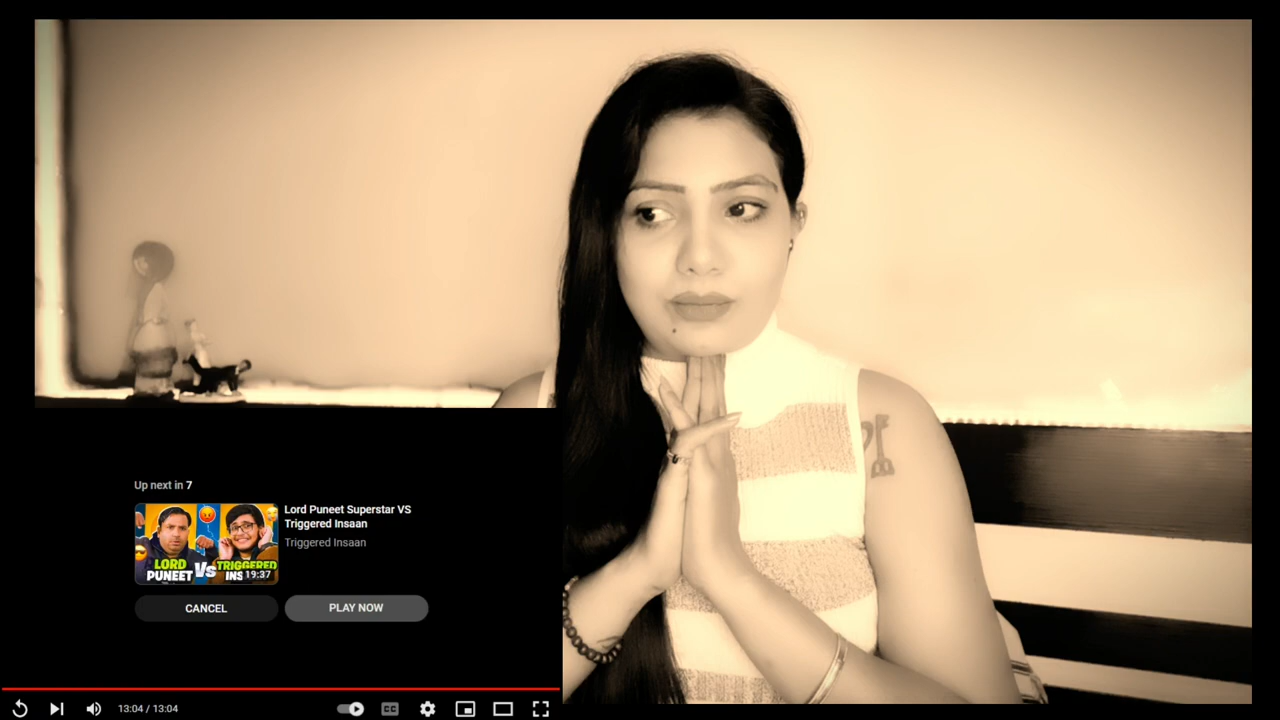 Up next in 7
Lord Puneet Superstar VS
Triggered Insaan
Triggered Insaan
LORD
PUNEET
Vs
TRIGGERED
INS
19:37
CANCEL
PLAY NOW
CC
13:04 / 13:04